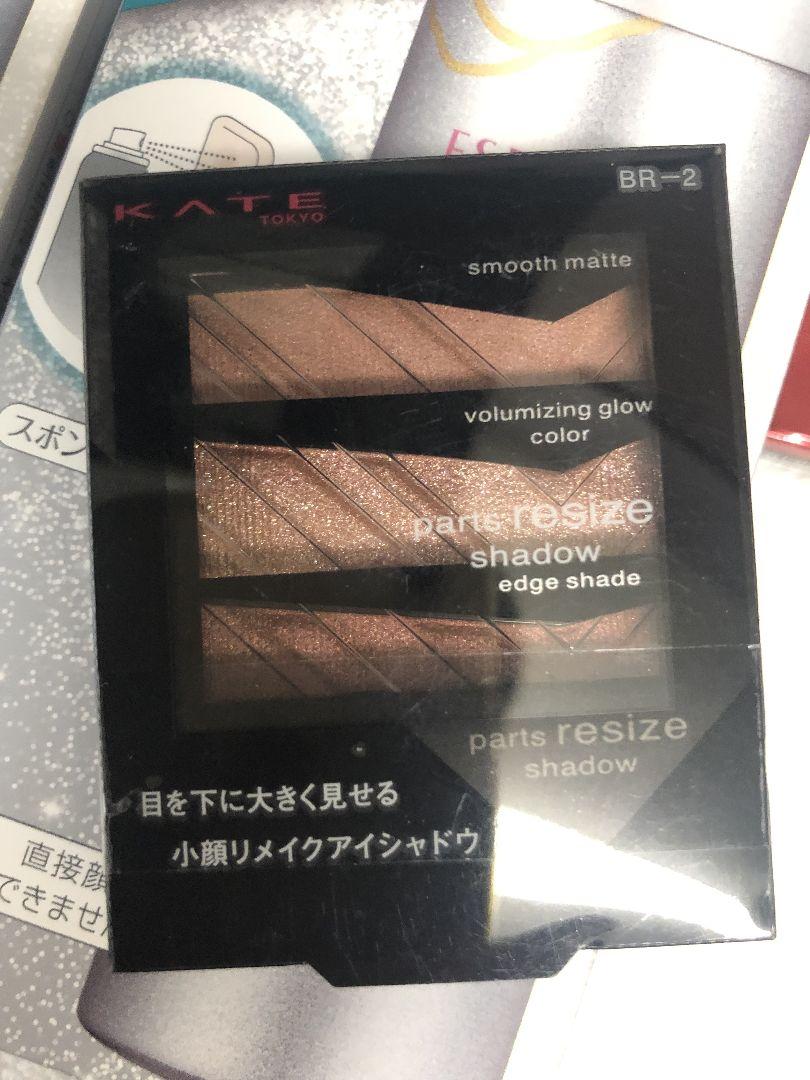 KATE
TOKYO
BR-2
smooth matte
volumizing glow
color
parts resize
shadow
edge shade
parts resize
shadow
目を下に大きく見せる
小顔リメイクアイシャドウ
スポン
直接顔
できません